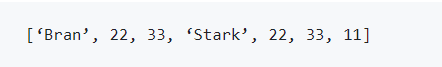 [‘Bran’, 22, 33, ‘Stark’, 22, 33, 11]